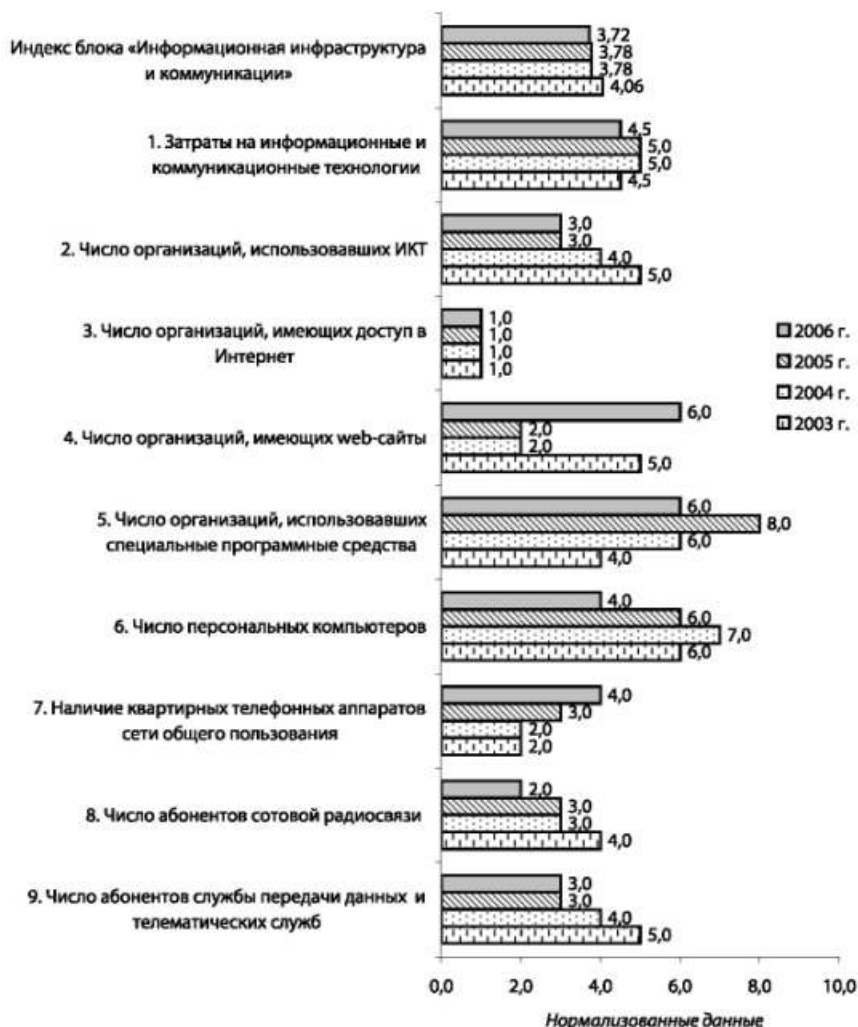 Индекс блока «Информационная инфраструктура
и коммуникации»
3,72
3,78
3,78
4,06
1. Затраты на информационные и
коммуникационные технологии
4,5
5,0
5,0
4,5
2. Число организаций, использовавших ИКТ
3,0
3,0
4,0
5,0
3. Число организаций, имеющих доступ в
Интернет
1,0
1,0
1,0
1,0
4. Число организаций, имеющих web-сайты
6,0
2,0
2,0
5,0
5. Число организаций, использовавших
специальные программные средства
6,0
8,0
6,0
4,0
6. Число персональных компьютеров
4,0
6,0
7,0
6,0
7. Наличие квартирных телефонных аппаратов
сети общего пользования
4,0
3,0
2,0
2,0
8. Число абонентов сотовой радиосвязи
2,0
3,0
3,0
4,0
9. Число абонентов службы передачи данных и
телематических служб
3,0
3,0
4,0
5,0
2006 г.
2005 г.
2004 г.
2003 г.
0,0 2,0 4,0 6,0 8,0 10,0
Нормализованные данные